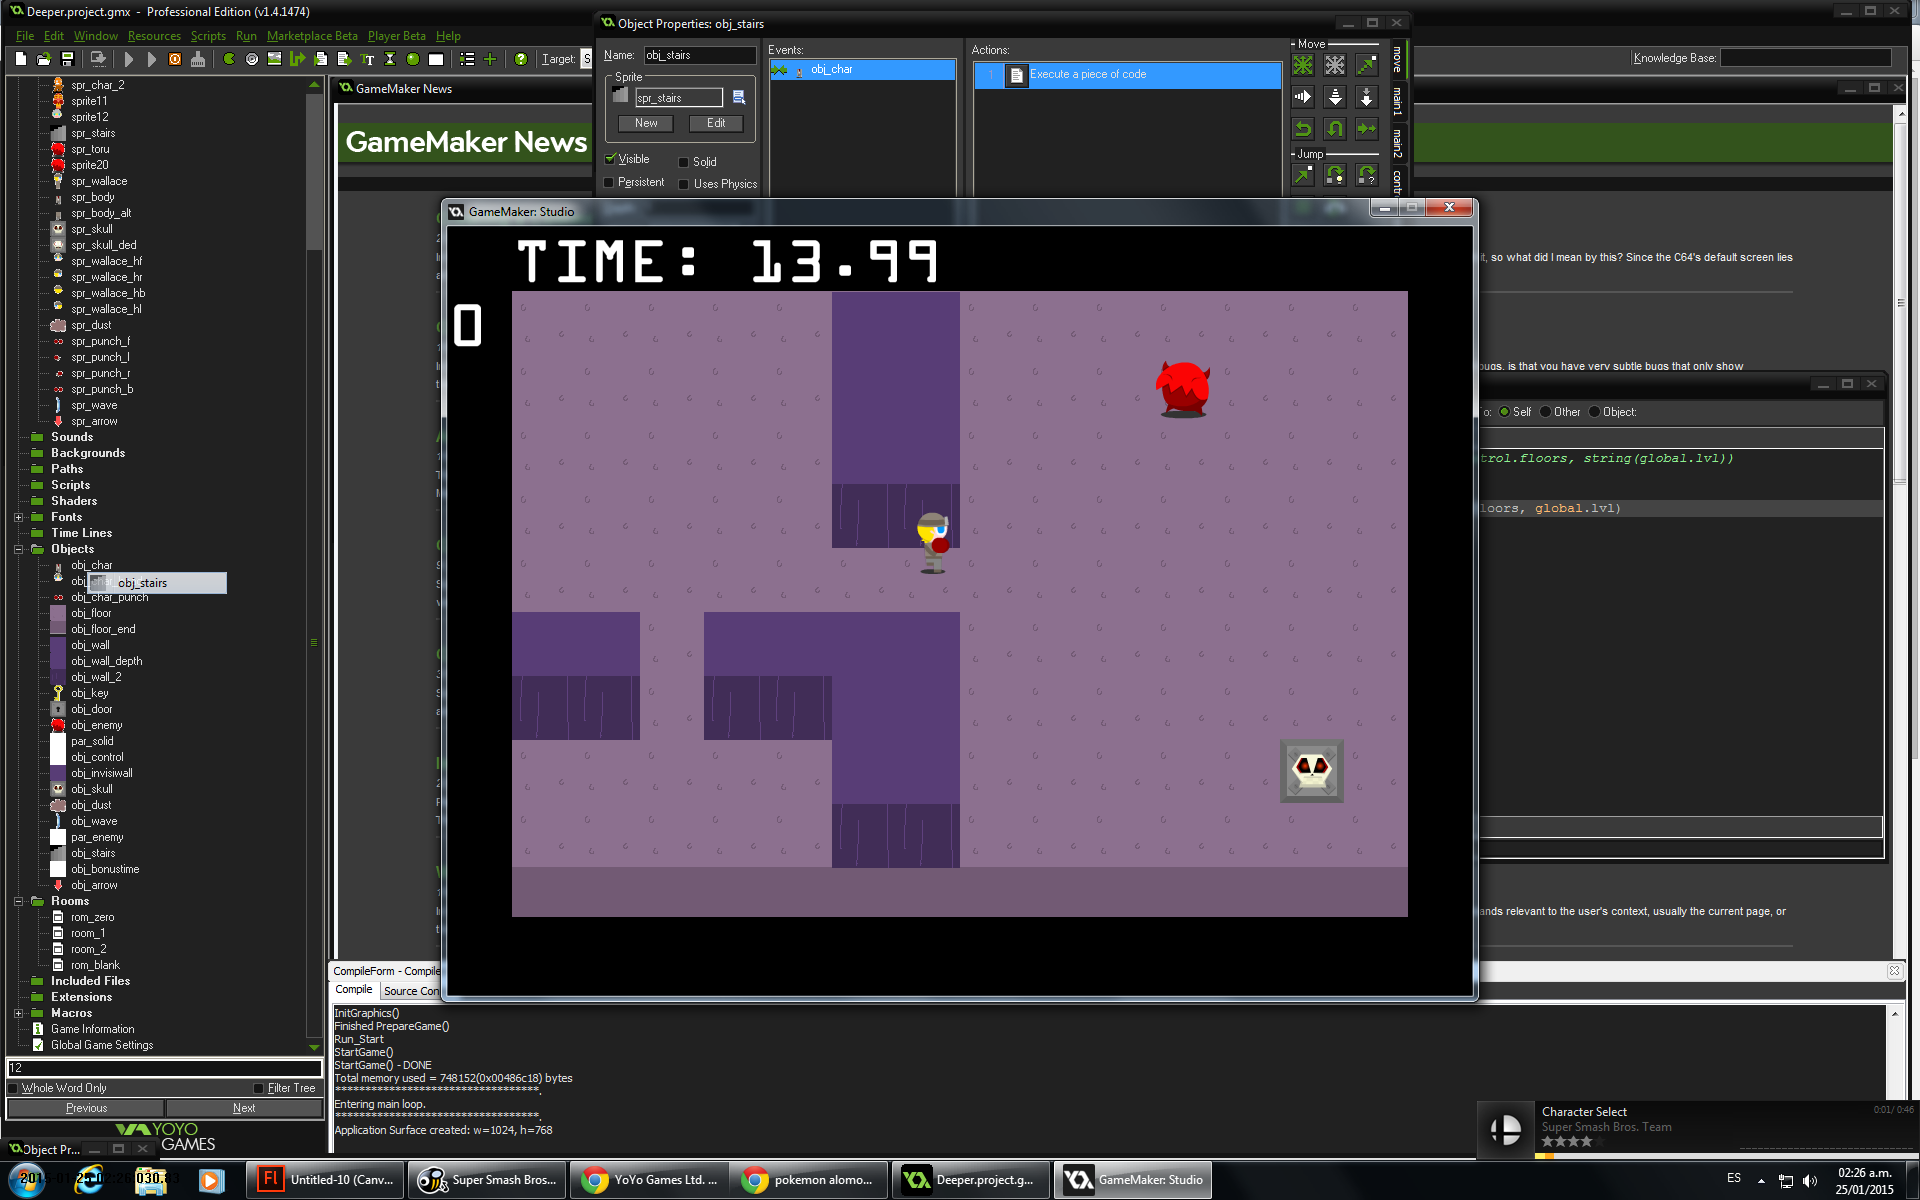 Deeper.project.gmx - Professional Edition (v1.4.1474)
File Edit Window Resources Scripts Run Marketplace Beta Player Beta Help
Target:
Knowledge Base:
spr_char_2
sprite11
sprite12
spr_stairs
spr_toru
sprite20
spr_wallace
spr_body
spr_body_alt
spr_skull
spr_skull_ded
spr_wallace_hf
spr_wallace_hr
spr_wallace_hb
spr_wallace_hl
spr_dust
spr_punch_f
spr_punch_l
spr_punch_r
spr_punch_b
spr_wave
spr_arrow
Sounds
Backgrounds
Paths
Scripts
Shaders
Fonts
Time Lines
Objects
obj_char
obj_stairs
obj_char_punch
obj_floor
obj_floor_end
obj_wall
obj_wall_depth
obj_wall_2
obj_key
obj_door
obj_enemy
par_solid
obj_control
obj_invisiwall
obj_skull
obj_dust
obj_wave
par_enemy
obj_stairs
obj_bonustime
obj_arrow
Rooms
rom_zero
room_1
room_2
rom_blank
Included Files
Extensions
Macros
Game Information
Global Game Settings
12
Whole Word Only Filter Tree
Previous Next
YOYO GAMES
Object Pr...
GameMaker News
GameMaker News
Object Properties: obj_stairs
Name: obj_stairs
Sprite
spr_stairs
New Edit
Visible Solid
Persistent Uses Physics
Events:
obj_char
Actions:
1 Execute a piece of code
Move
Jump
move
main1
main2
contr
GameMaker: Studio
TIME: 13.99
0
it, so what did I mean by this? Since the C64's default screen lies
bugs, is that you have very subtle bugs that only show
o: Self Other Object:
trol.floors, string(global.lvl))
loors, global.lvl)
ands relevant to the user's context, usually the current page, or
CompileForm - Compile
Compile Source Con
InitGraphics()
Finished PrepareGame()
Run_Start
StartGame()
StartGame() - DONE
Total memory used = 748152(0x00486c18) bytes
Entering main loop.
Application Surface created: w=1024, h=768
Character Select 0:01/ 0:46
Super Smash Bros. Team
Untitled-10 (Canv...
Super Smash Bros...
YoYo Games Ltd. ...
pokemon alomo...
Deeper.project.g...
GameMaker: Studio
ES
02:26 a.m.
25/01/2015